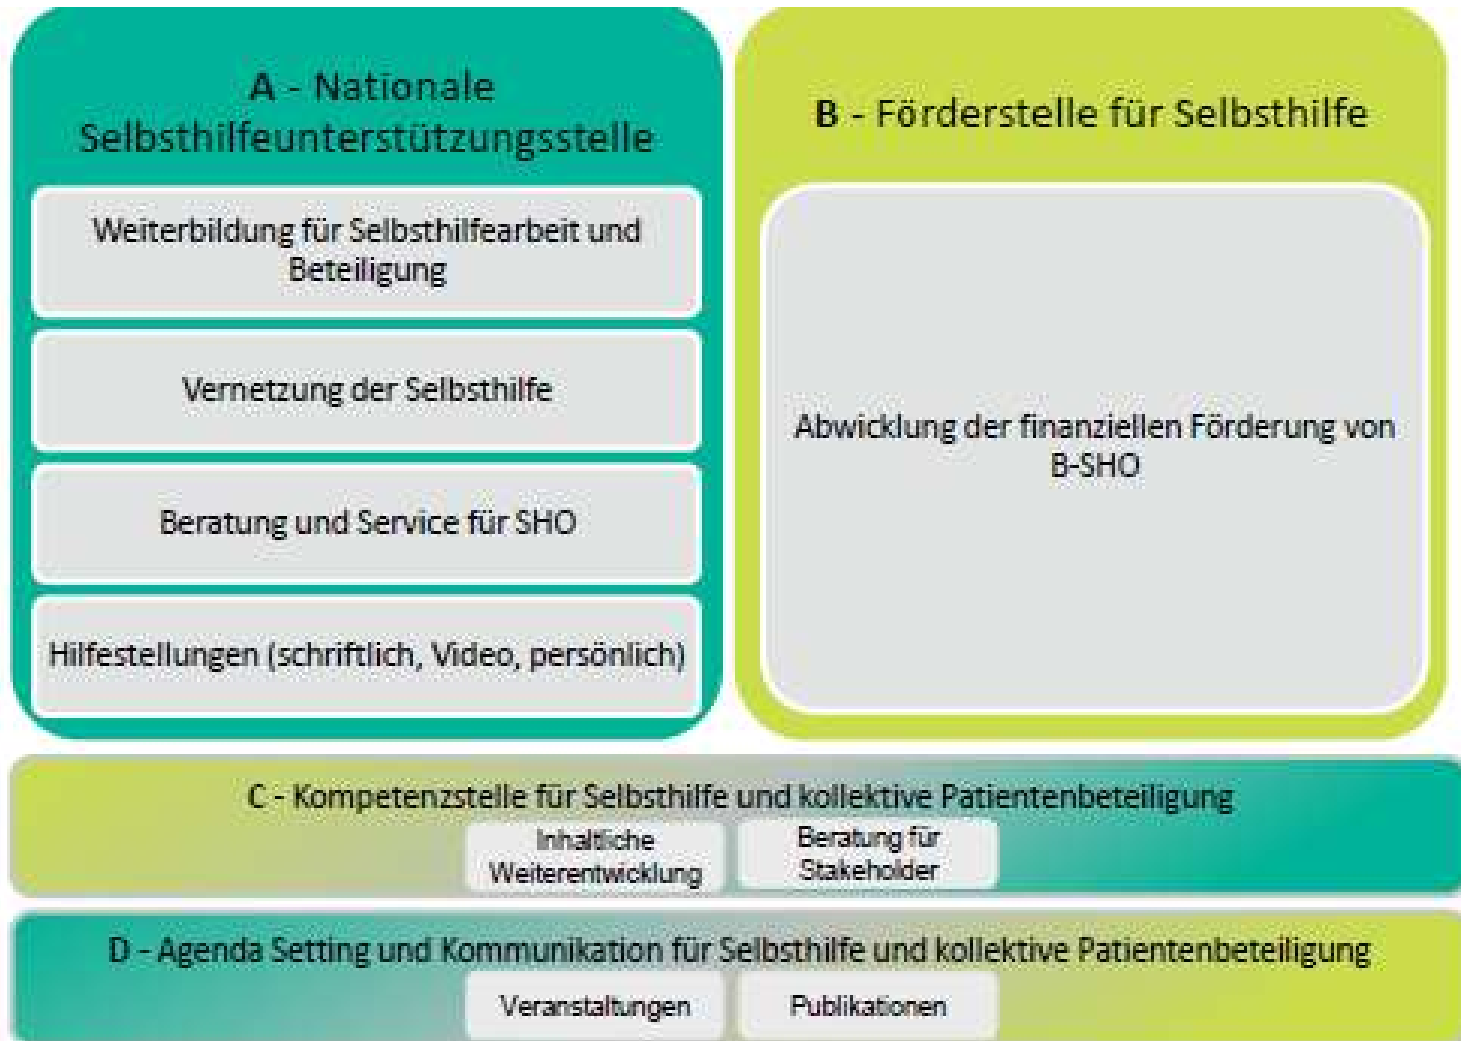 A - Nationale
Selbsthilfeunterstützungsstelle
Weiterbildung für Selbsthilfearbeit und
Beteiligung
Vernetzung der Selbsthilfe
Beratung und Service für SHO
Hilfestellungen (schriftlich, Video, persönlich)
B - Förderstelle für Selbsthilfe
Abwicklung der finanziellen Förderung von
B-SHO
C - Kompetenzstelle für Selbsthilfe und kollektive Patientenbeteiligung
Inhaltliche
Weiterentwicklung
Beratung für
Stakeholder
D - Agenda Setting und Kommunikation für Selbsthilfe und kollektive Patientenbeteiligung
Veranstaltungen
Publikationen